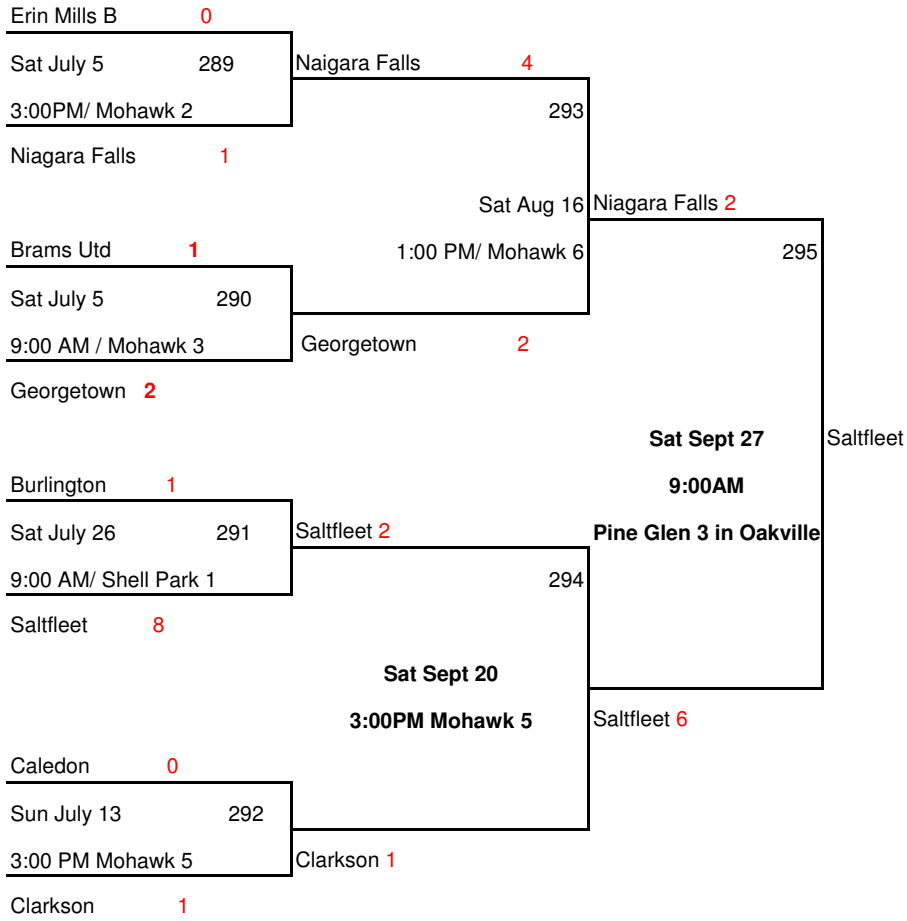 Erin Mills B 0
Sat July 5 289
3:00PM/ Mohawk 2
Niagara Falls 1
Naigara Falls 4
293
Sat Aug 16
1:00 PM/ Mohawk 6
Brams Utd 1
Sat July 5 290
9:00 AM / Mohawk 3
Georgetown 2
Georgetown 2
Niagara Falls 2
295
Sat Sept 27
9:00AM
Pine Glen 3 in Oakville
Saltfleet
Burlington 1
Sat July 26 291
9:00 AM/ Shell Park 1
Saltfleet 8
Saltfleet 2
294
Sat Sept 20
3:00PM Mohawk 5
Saltfleet 6
Caledon 0
Sun July 13 292
3:00 PM Mohawk 5
Clarkson 1
Clarkson 1